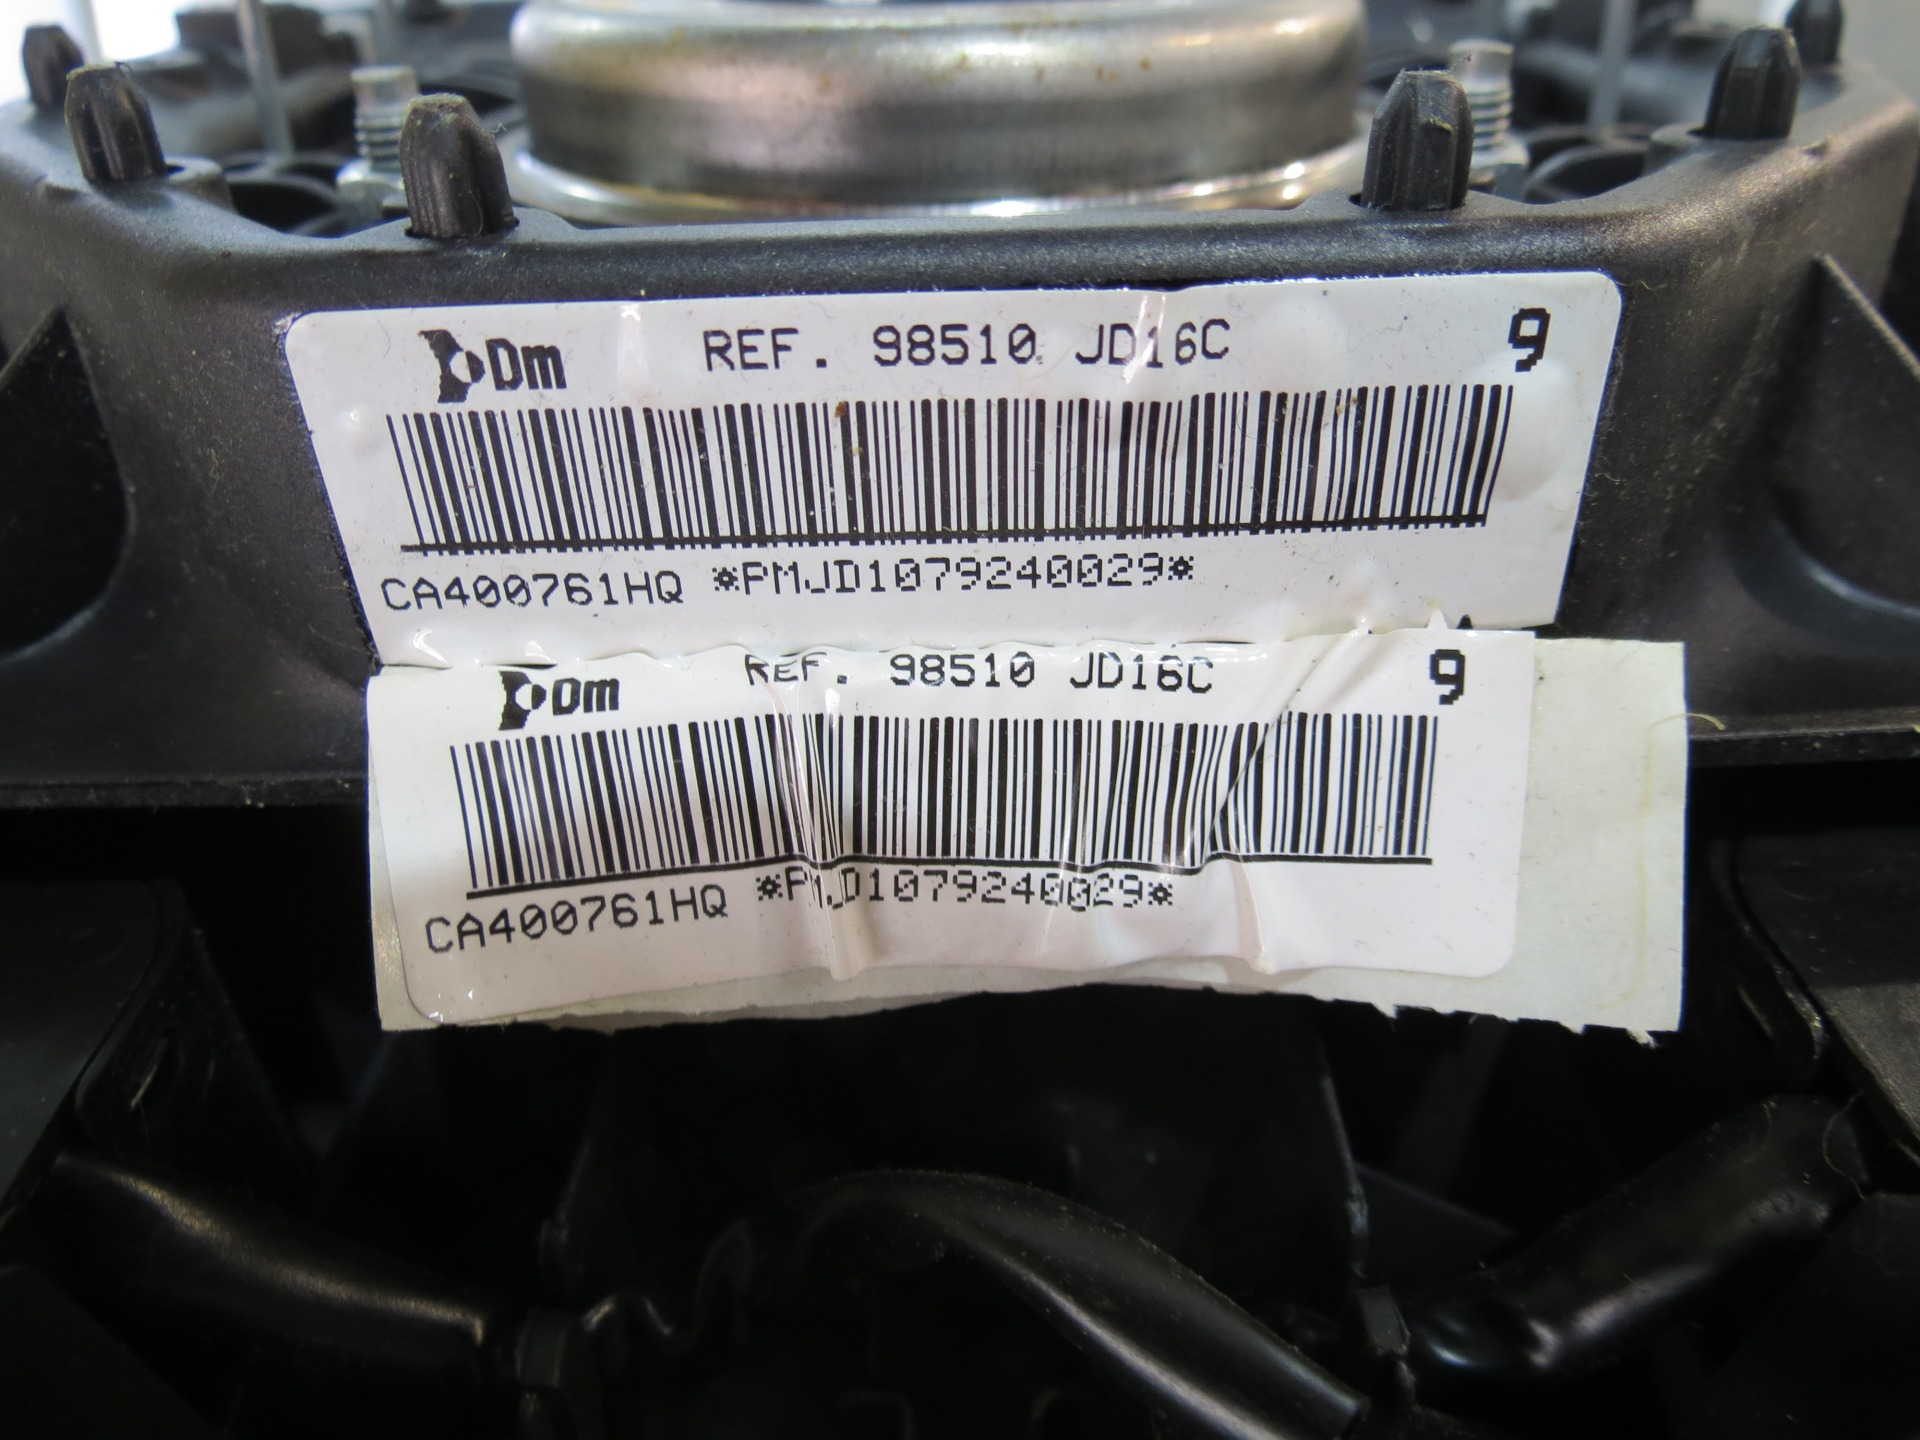 Dm REF. 98510 JD16C 9
CA400761HQ *PMJD1079240029*
Dm REF. 98510 JD16C 9
CA400761HQ *PMJD1079240029*